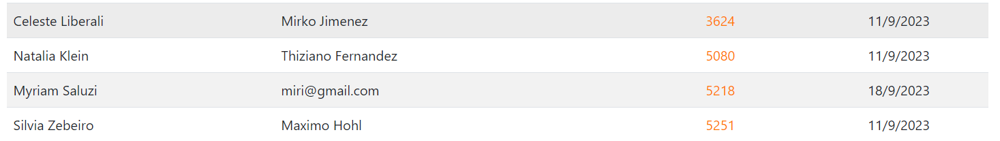 Celeste Liberali Mirko Jimenez 3624 11/9/2023
Natalia Klein Thiziano Fernandez 5080 11/9/2023
Myriam Saluzi miri@gmail.com 5218 18/9/2023
Silvia Zebeiro Maximo Hohl 5251 11/9/2023